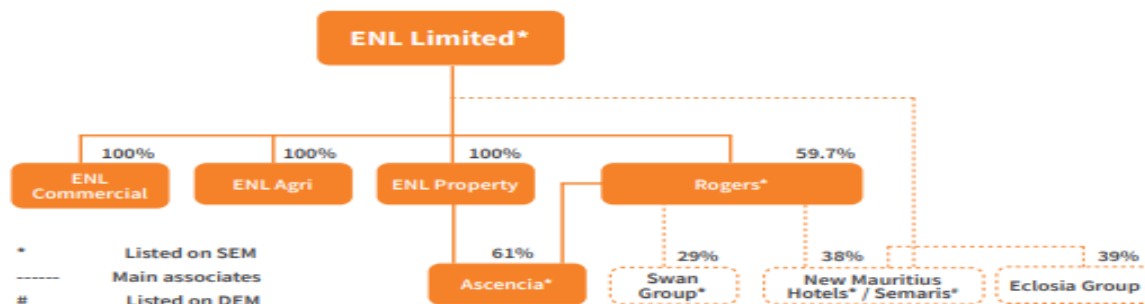 ENL Limited*
100%
100%
100%
59.7%
ENL
Commercial
ENL Agri
ENL Property
Rogers*
* Listed on SEM
------ Main associates
# Listed on DEM
61%
29%
38%
39%
Ascencia*
Swan
Group*
New Mauritius
Hotels* / Semaris#
Eclosia Group